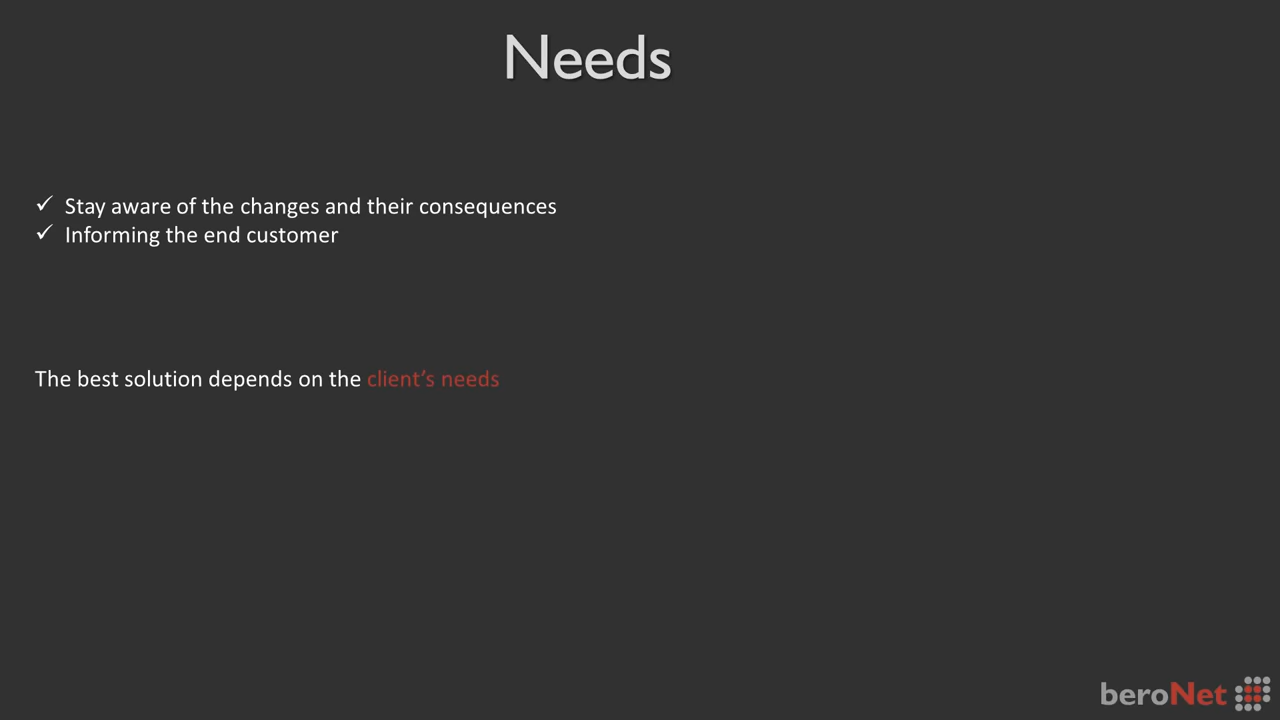 Needs
✓ Stay aware of the changes and their consequences
✓ Informing the end customer
The best solution depends on the client’s needs
beroNet